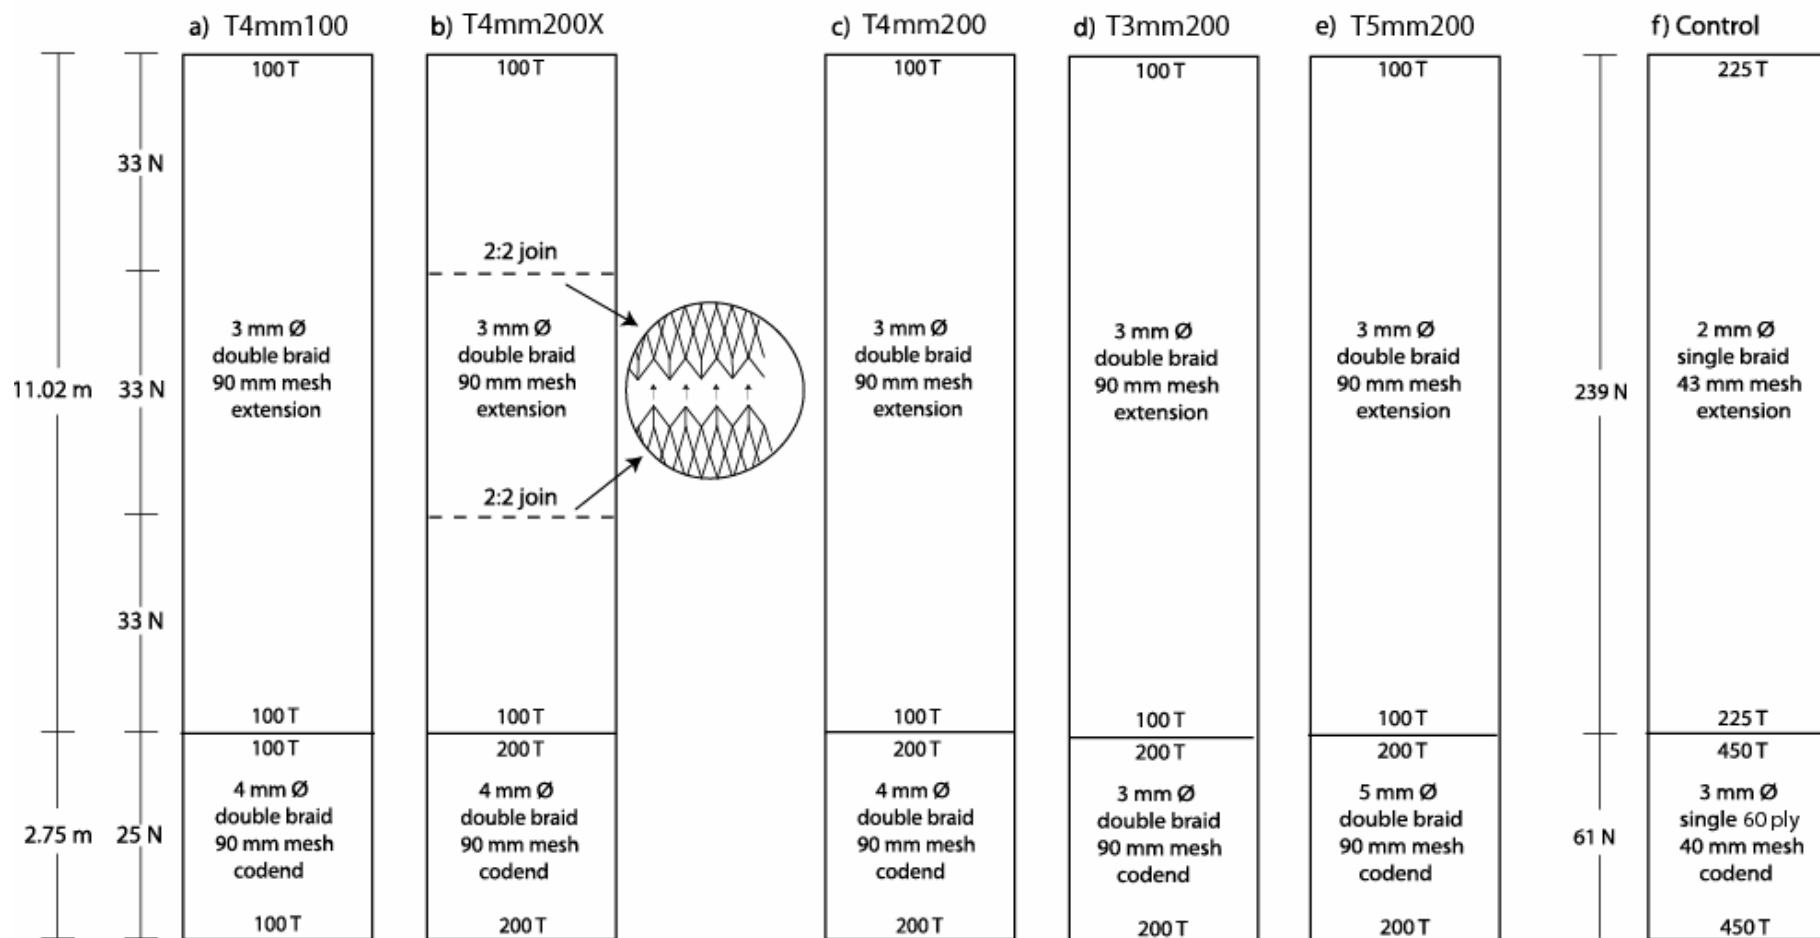 a) T4mm100
b) T4mm200X
c) T4mm200
d) T3mm200
e) T5mm200
f) Control
100 T
100 T
100 T
100 T
100 T
225 T
33 N
2:2 join
3 mm Ø
double braid
90 mm mesh
extension
3 mm Ø
double braid
90 mm mesh
extension
3 mm Ø
double braid
90 mm mesh
extension
3 mm Ø
double braid
90 mm mesh
extension
3 mm Ø
double braid
90 mm mesh
extension
2 mm Ø
single braid
43 mm mesh
extension
11.02 m
33 N
239 N
2:2 join
33 N
100 T
100 T
100 T
100 T
100 T
225 T
100 T
200 T
200 T
200 T
200 T
450 T
4 mm Ø
double braid
90 mm mesh
codend
4 mm Ø
double braid
90 mm mesh
codend
4 mm Ø
double braid
90 mm mesh
codend
3 mm Ø
double braid
90 mm mesh
codend
5 mm Ø
double braid
90 mm mesh
codend
3 mm Ø
single 60 ply
40 mm mesh
codend
2.75 m
25 N
61 N
100 T
200 T
200 T
200 T
200 T
450 T